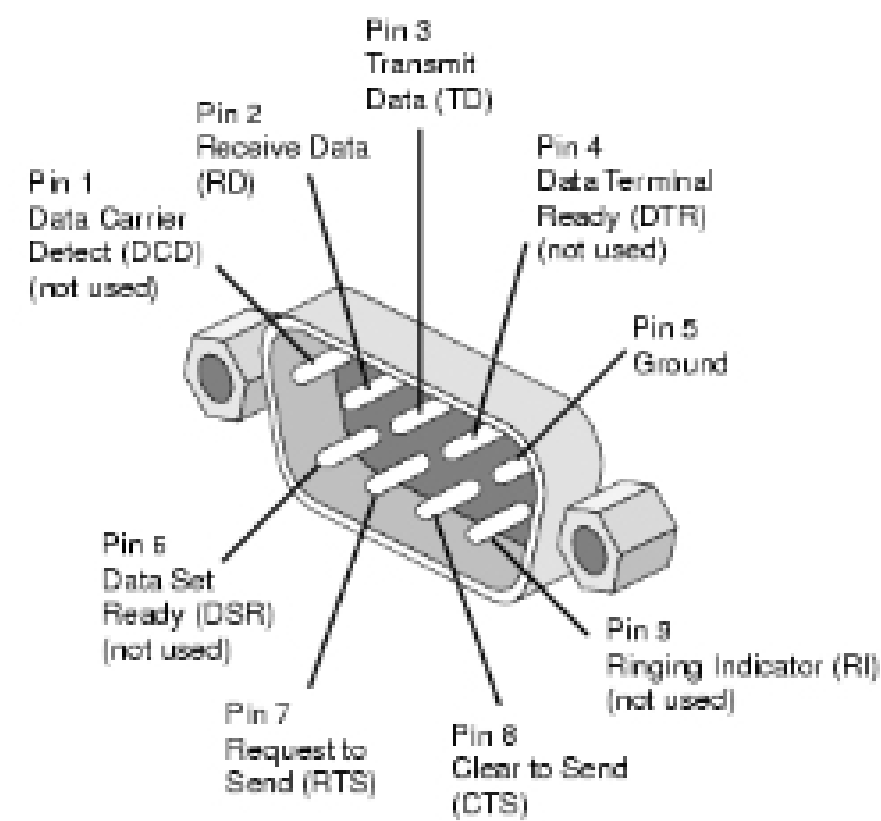 Pin 1
Data Carrier
Detect (DCD)
(not used)
Pin 2
Receive Data
(RD)
Pin 3
Transmit
Data (TD)
Pin 4
Data Terminal
Ready (DTR)
(not used)
Pin 5
Ground
Pin 6
Data Set
Ready (DSR)
(not used)
Pin 7
Request to
Send (RTS)
Pin 8
Clear to Send
(CTS)
Pin 9
Ringing Indicator (RI)
(not used)